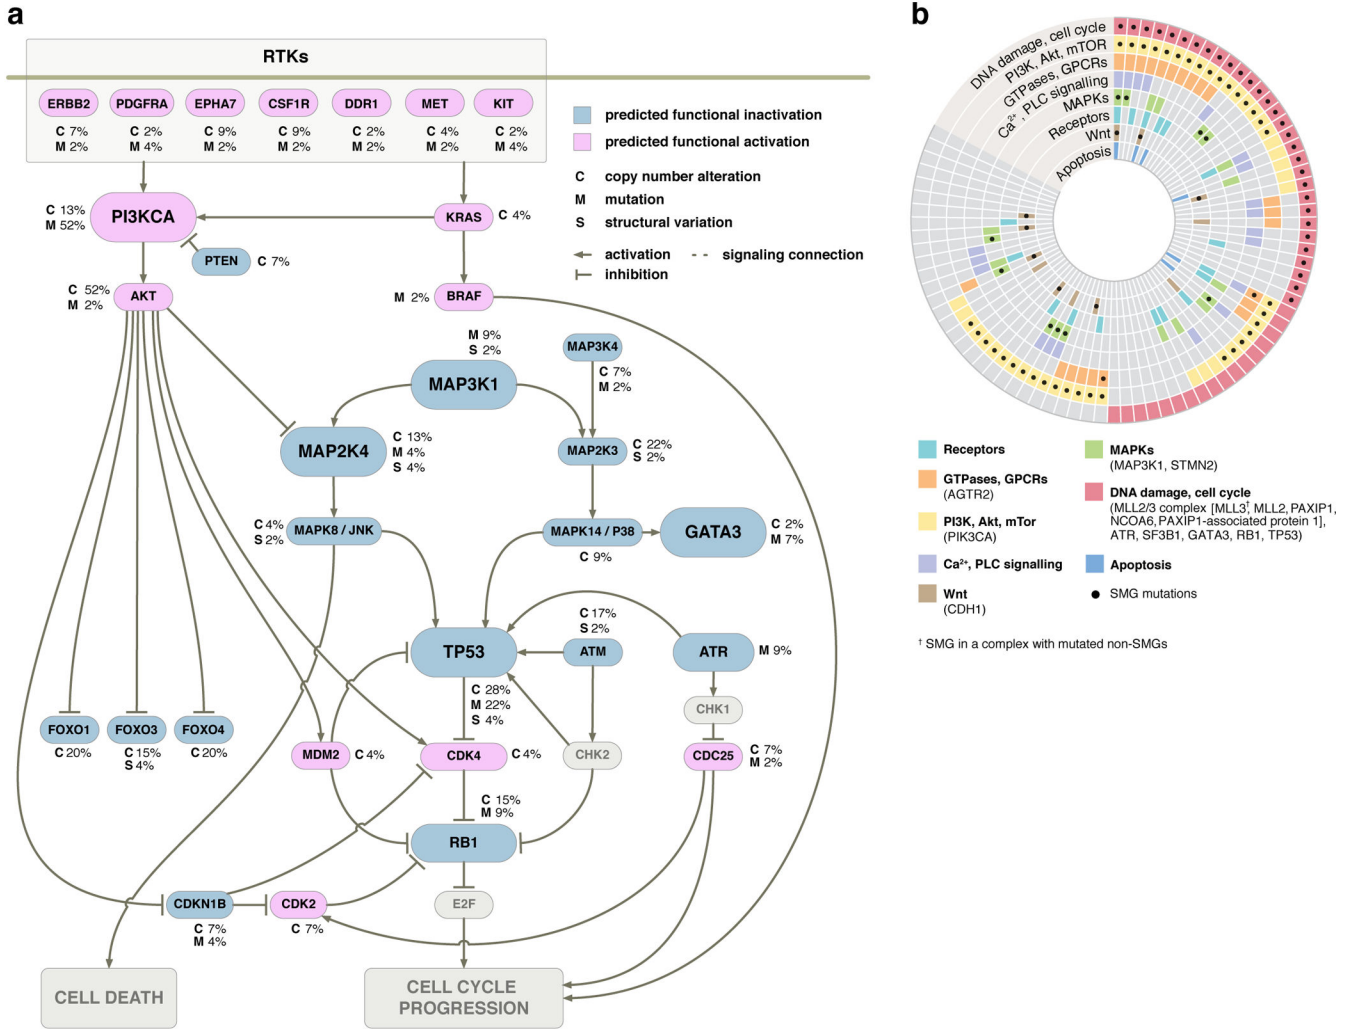 a
RTKs
ERBB2 PDGFRA EPHA7 CSF1R DDR1 MET KIT
C 7% C 2% C 9% C 9% C 2% C 4% C 2%
M 2% M 4% M 2% M 2% M 2% M 2% M 4%
predicted functional inactivation
predicted functional activation
C copy number alteration
M mutation
S structural variation
activation -- signaling connection
inhibition
C 13%
M 52%
PI3KCA
KRAS C 4%
PTEN C 7%
C 52%
M 2%
AKT
M 2% BRAF
M 9%
S 2%
MAP3K1
MAP3K4
C 7%
M 2%
MAP2K4
C 13%
M 4%
S 4%
MAP2K3
C 22%
S 2%
C 4%
S 2%
MAPK8 / JNK
MAPK14 / P38
C 9%
GATA3
C 2%
M 7%
TP53
C 28%
M 22%
S 4%
C 17%
S 2%
ATM
ATR M 9%
CHK1
FOXO1 FOXO3 FOXO4
C 20% C 15% C 20%
S 4%
MDM2 C 4%
CDK4 C 4%
CHK2
CDC25
C 7%
M 2%
C 15%
M 9%
RB1
CDKN1B
C 7%
M 4%
CDK2
C 7%
E2F
CELL DEATH
CELL CYCLE
PROGRESSION
b
DNA damage, cell cycle
PI3K, Akt, mTOR
GTPases, GPCRs
Ca²⁺, PLC signalling
MAPKs
Receptors
Wnt
Apoptosis
Receptors
GTPases, GPCRs
(AGTR2)
PI3K, Akt, mTor
(PIK3CA)
Ca²⁺, PLC signalling
Wnt
(CDH1)
MAPKs
(MAP3K1, STMN2)
DNA damage, cell cycle
(MLL2/3 complex [MLL3†, MLL2, PAXIP1,
NCOA6, PAXIP1-associated protein 1],
ATR, SF3B1, GATA3, RB1, TP53)
Apoptosis
SMG mutations
† SMG in a complex with mutated non-SMGs